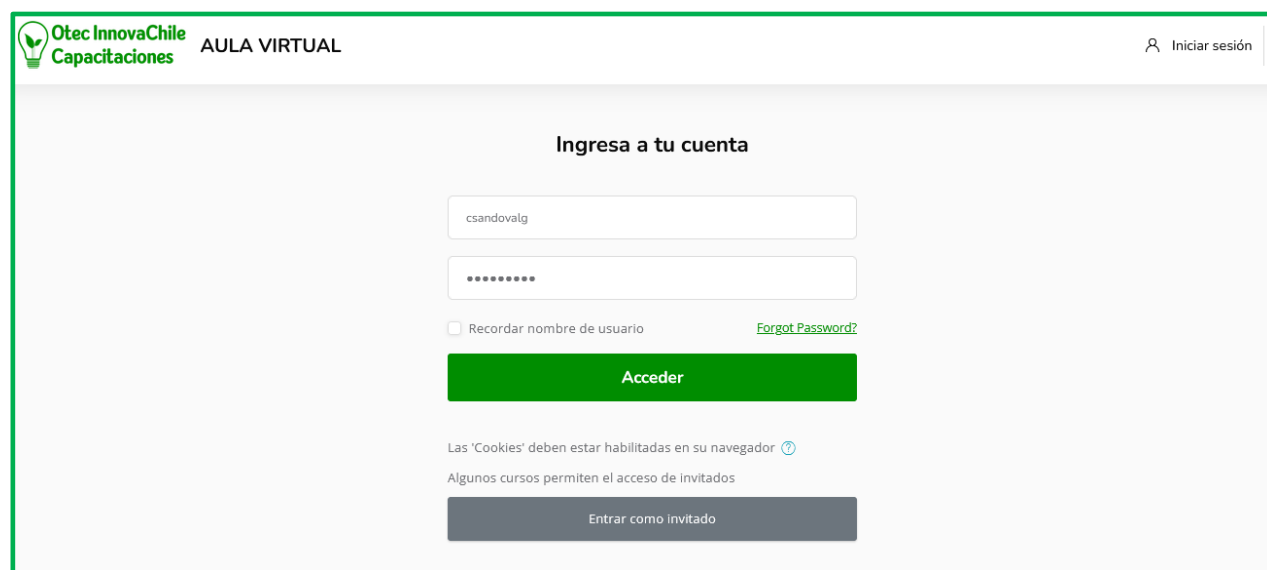 Otec InnovaChile
Capacitaciones
AULA VIRTUAL
Iniciar sesión
Ingresa a tu cuenta
csandovalg
•••••••••
Recordar nombre de usuario
Forgot Password?
Acceder
Las 'Cookies' deben estar habilitadas en su navegador ?
Algunos cursos permiten el acceso de invitados
Entrar como invitado